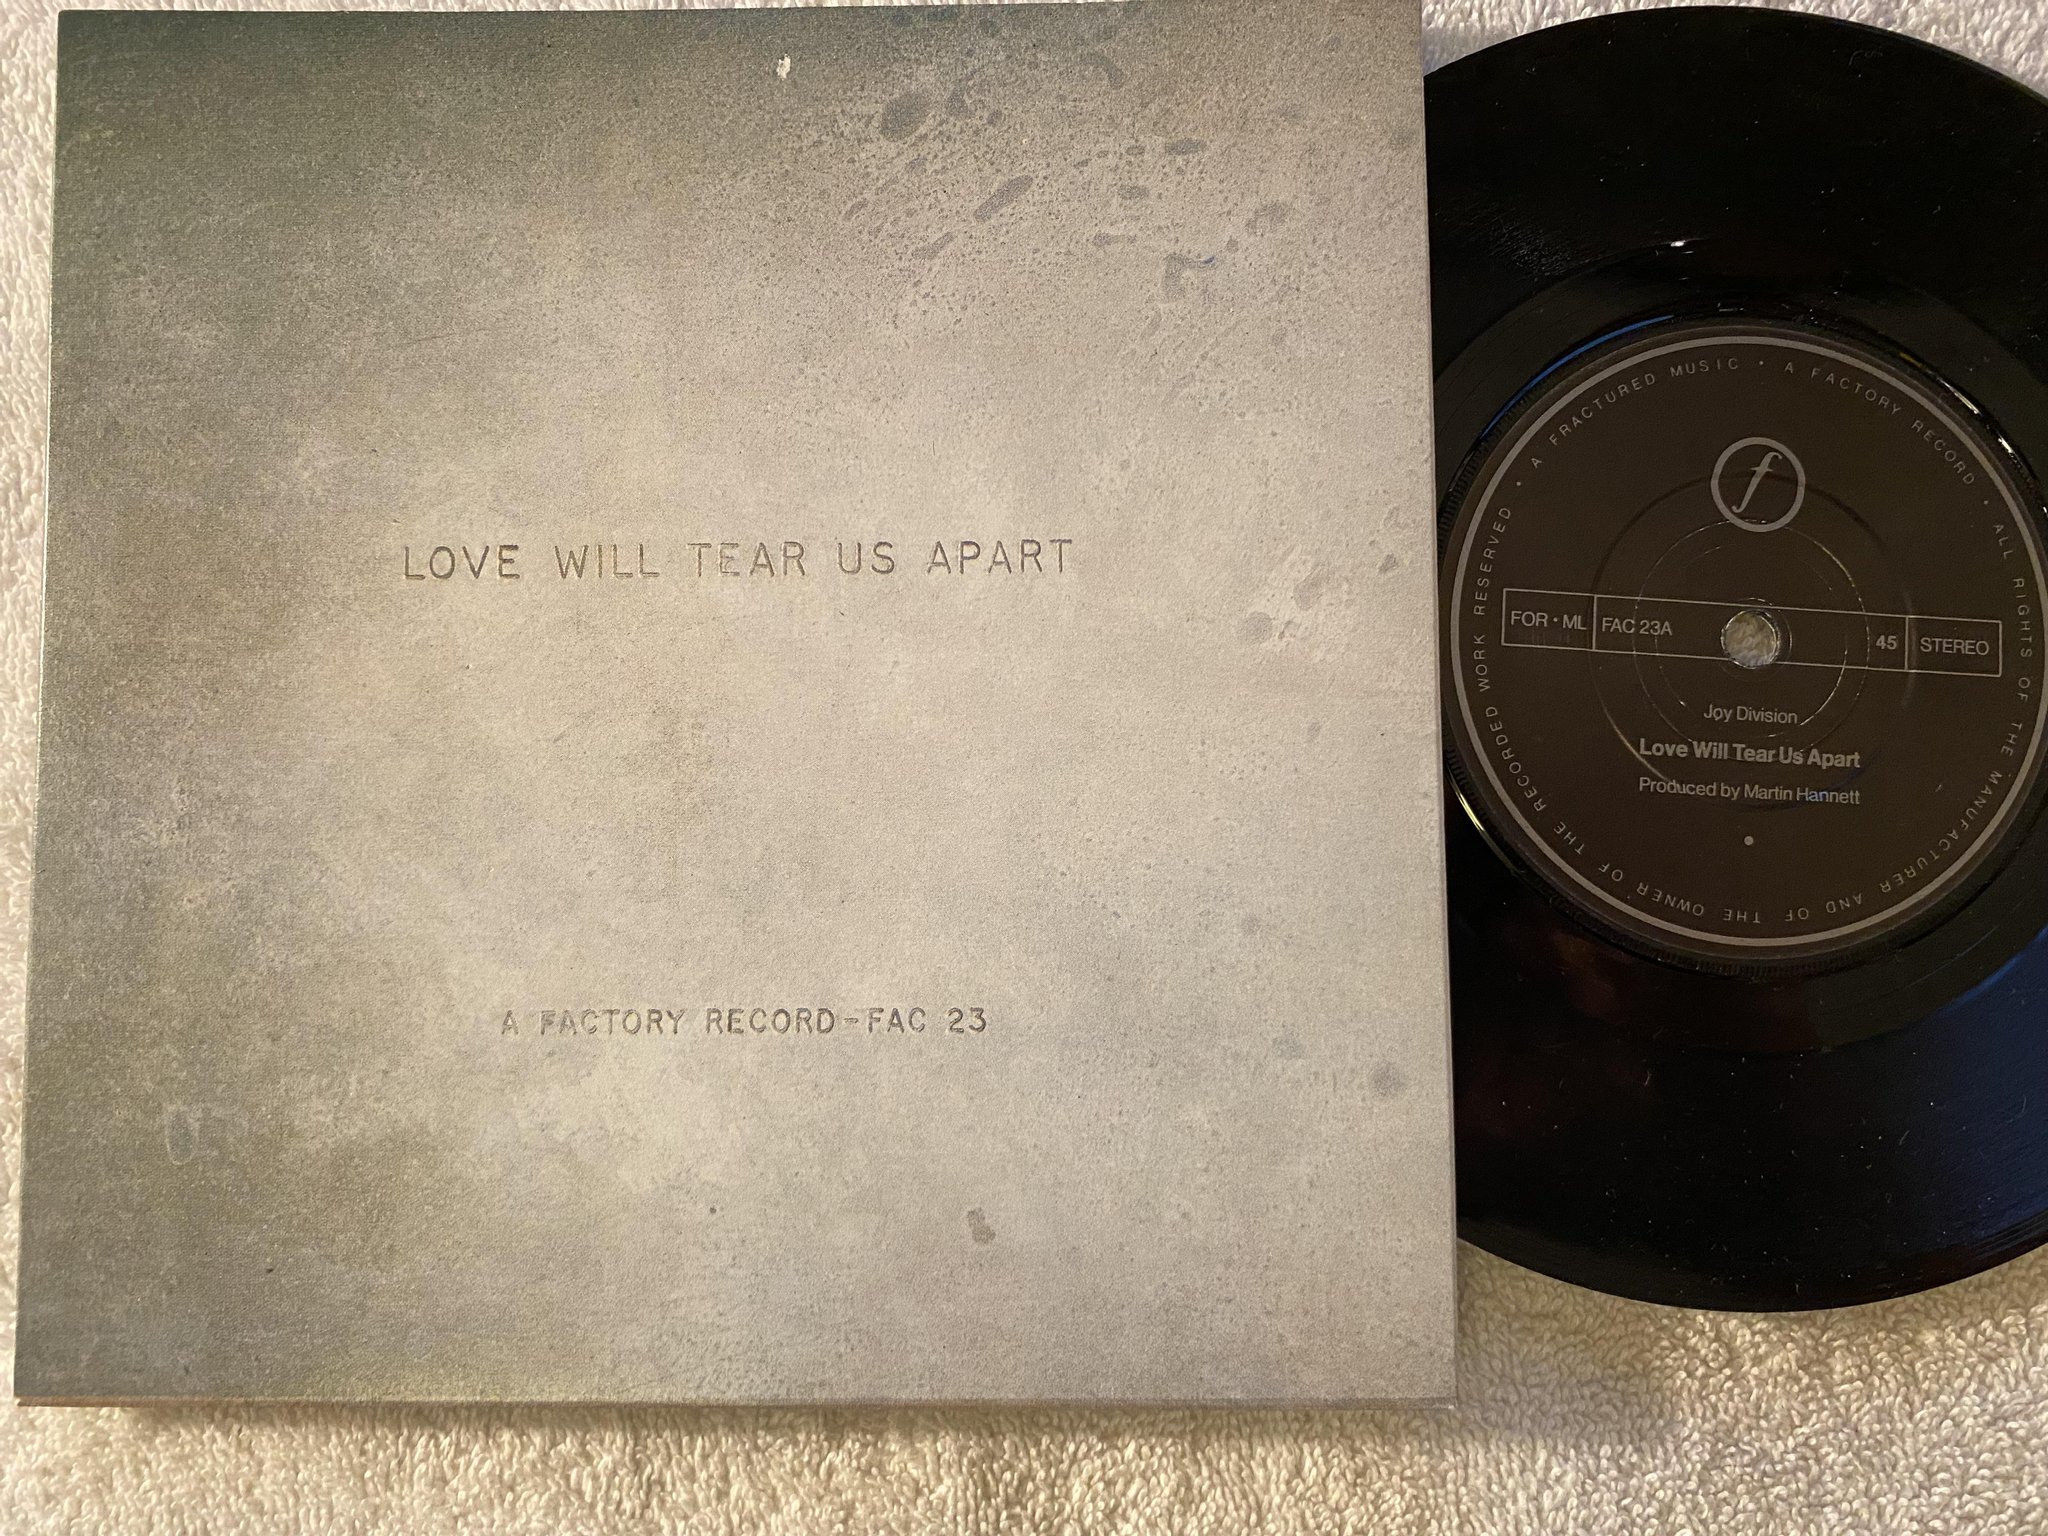 LOVE WILL TEAR US APART
A FACTORY RECORD-FAC 23
A FRACTURED MUSIC • A FACTORY RECORD • ALL RIGHTS OF THE MANUFACTURER AND OF THE OWNER OF THE RECORDED WORK RESERVED •
f
FOR • ML FAC 23A 45 STEREO
Joy Division
Love Will Tear Us Apart
Produced by Martin Hannett